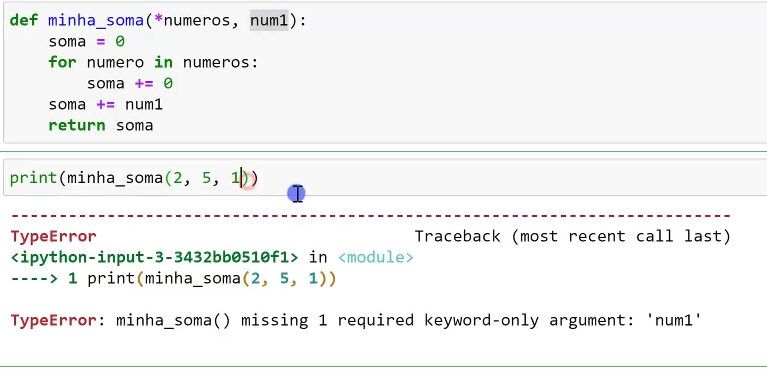 def minha_soma(*numeros, num1):
    soma = 0
    for numero in numeros:
        soma += 0
    soma += num1
    return soma
print(minha_soma(2, 5, 1))
---------------------------------------------------------------------------
TypeError                                 Traceback (most recent call last)
<ipython-input-3-3432bb0510f1> in <module>
----> 1 print(minha_soma(2, 5, 1))
TypeError: minha_soma() missing 1 required keyword-only argument: 'num1'